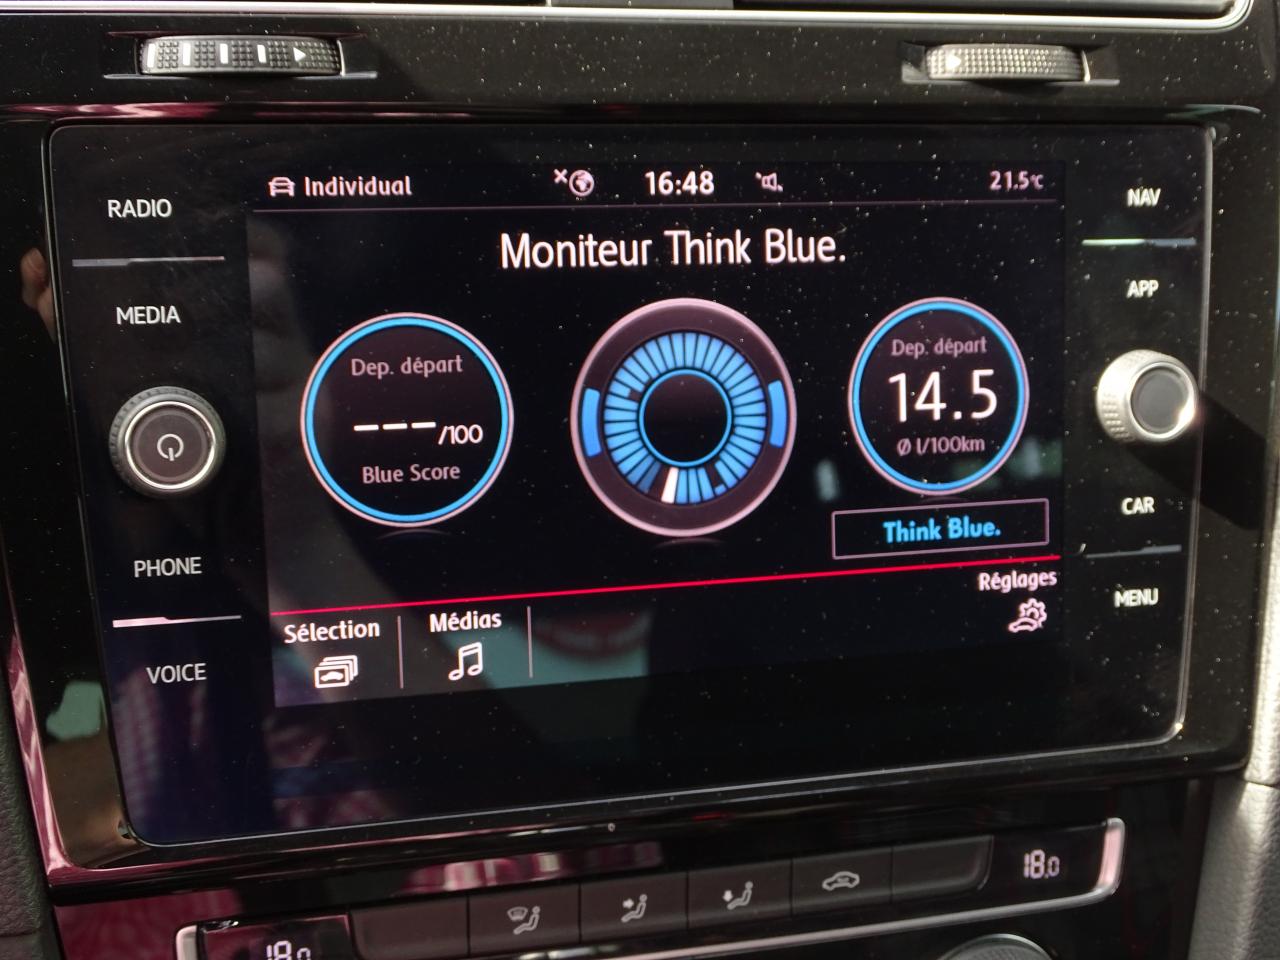 RADIO
MEDIA
PHONE
VOICE
Individual
16:48
21.5°C
Moniteur Think Blue.
Dep. départ
---/100
Blue Score
Dep. départ
14.5
Ø l/100km
Think Blue.
Sélection
Médias
Réglages
NAV
APP
CAR
MENU
18.0
18.0